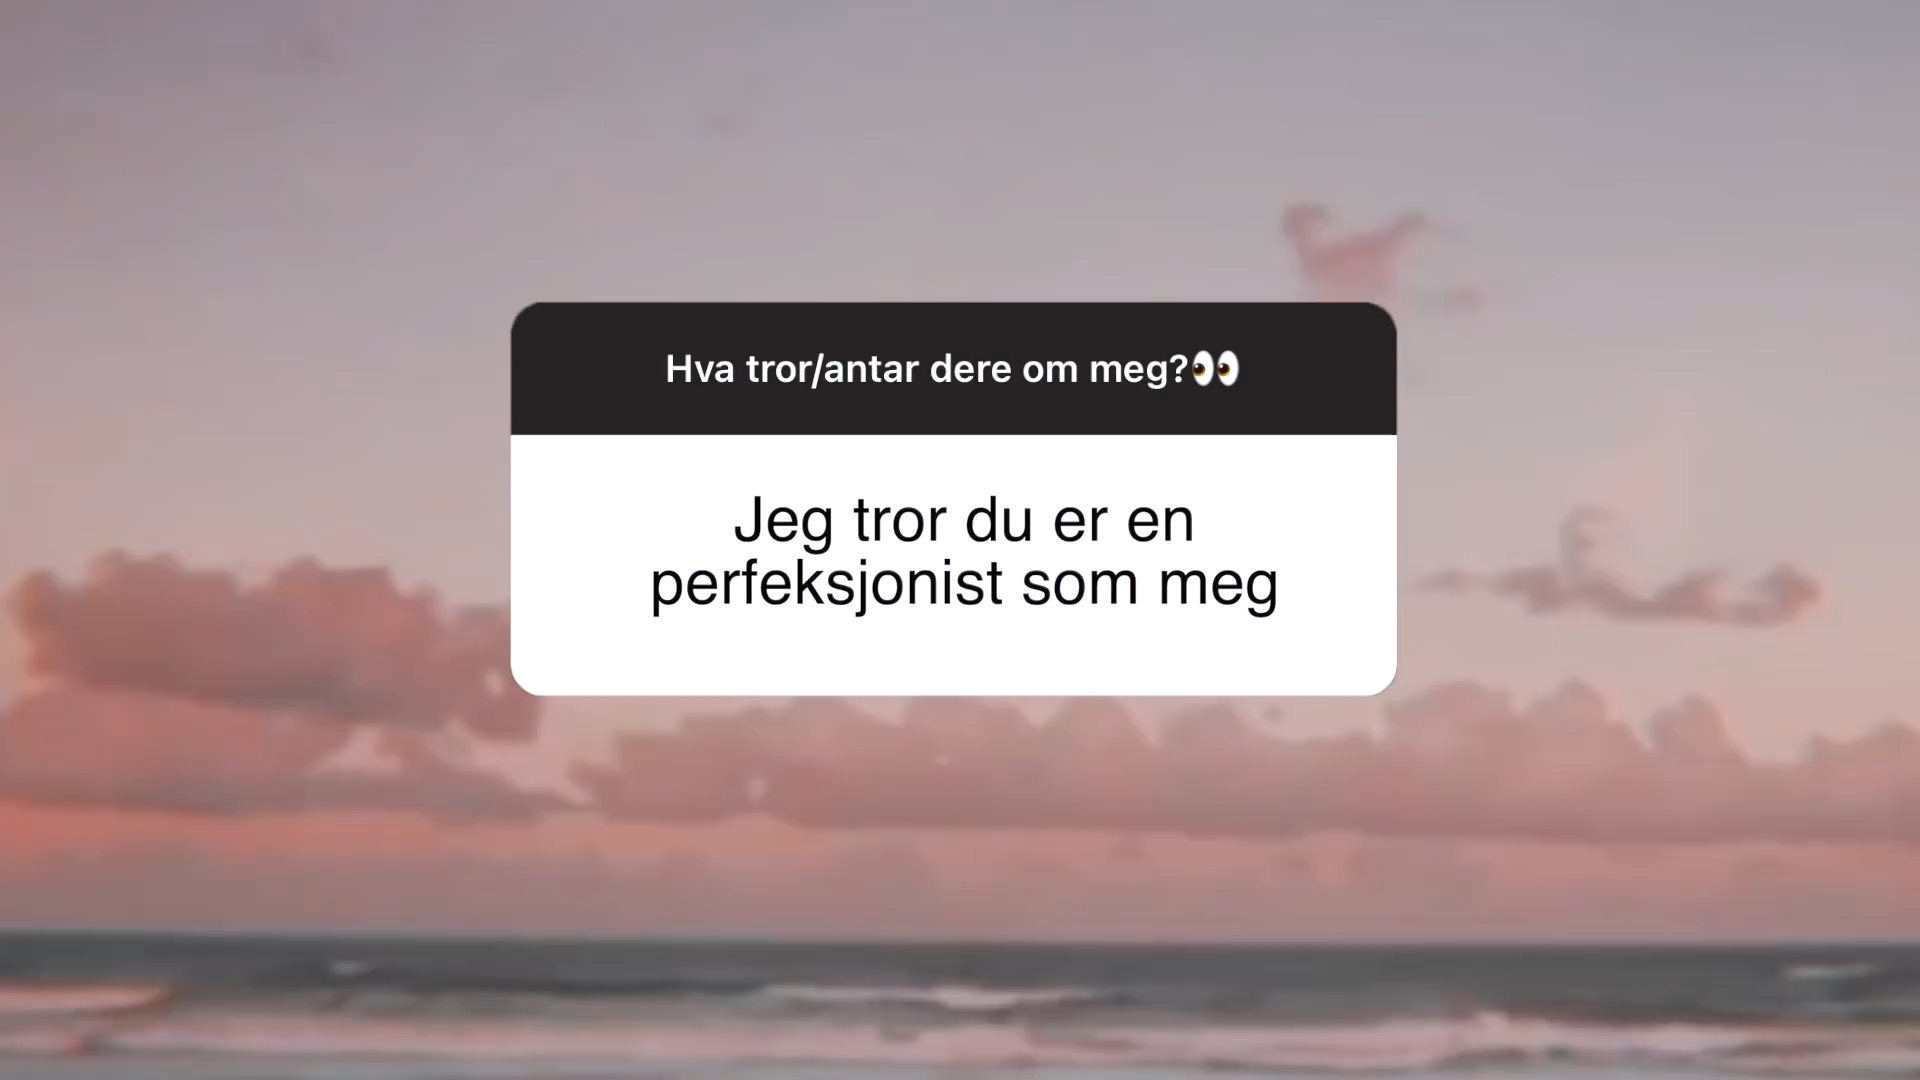 Hva tror/antar dere om meg?👀
Jeg tror du er en
perfeksjonist som meg